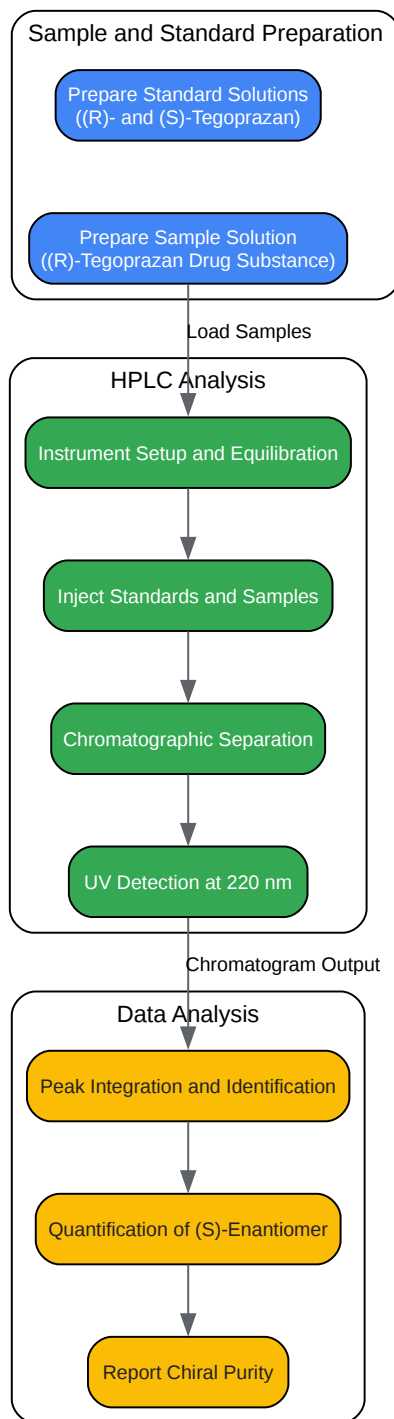 Sample and Standard Preparation
Prepare Standard Solutions
((R)- and (S)-Tegoprazan)
Prepare Sample Solution
((R)-Tegoprazan Drug Substance)
Load Samples
HPLC Analysis
Instrument Setup and Equilibration
Inject Standards and Samples
Chromatographic Separation
UV Detection at 220 nm
Chromatogram Output
Data Analysis
Peak Integration and Identification
Quantification of (S)-Enantiomer
Report Chiral Purity